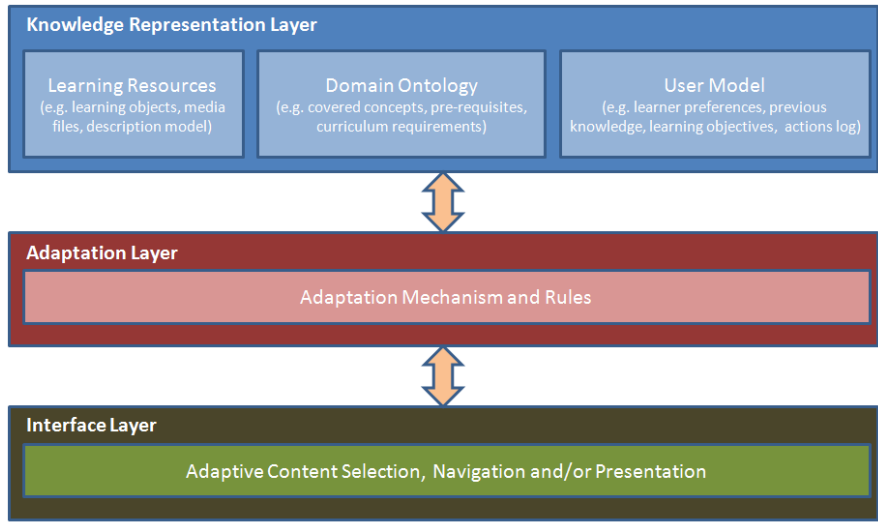 Knowledge Representation Layer
Learning Resources
(e.g. learning objects, media
files, description model)
Domain Ontology
(e.g. covered concepts, pre-requisites,
curriculum requirements)
User Model
(e.g. learner preferences, previous
knowledge, learning objectives,  actions log)
Adaptation Layer
Adaptation Mechanism and Rules
Interface Layer
Adaptive Content Selection, Navigation and/or Presentation